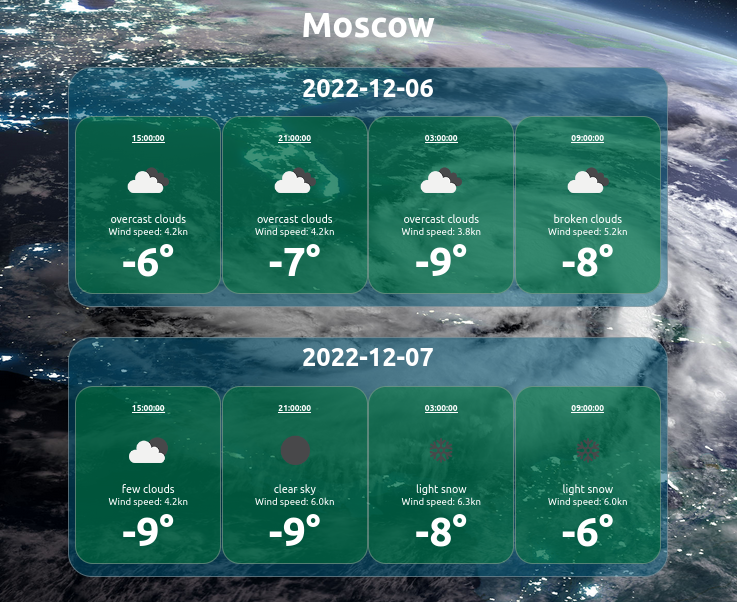 Moscow
2022-12-06
15:00:00
overcast clouds
Wind speed: 4.2kn
-6°
21:00:00
overcast clouds
Wind speed: 4.2kn
-7°
03:00:00
overcast clouds
Wind speed: 3.8kn
-9°
09:00:00
broken clouds
Wind speed: 5.2kn
-8°
2022-12-07
15:00:00
few clouds
Wind speed: 4.2kn
-9°
21:00:00
clear sky
Wind speed: 6.0kn
-9°
03:00:00
light snow
Wind speed: 6.3kn
-8°
09:00:00
light snow
Wind speed: 6.0kn
-6°